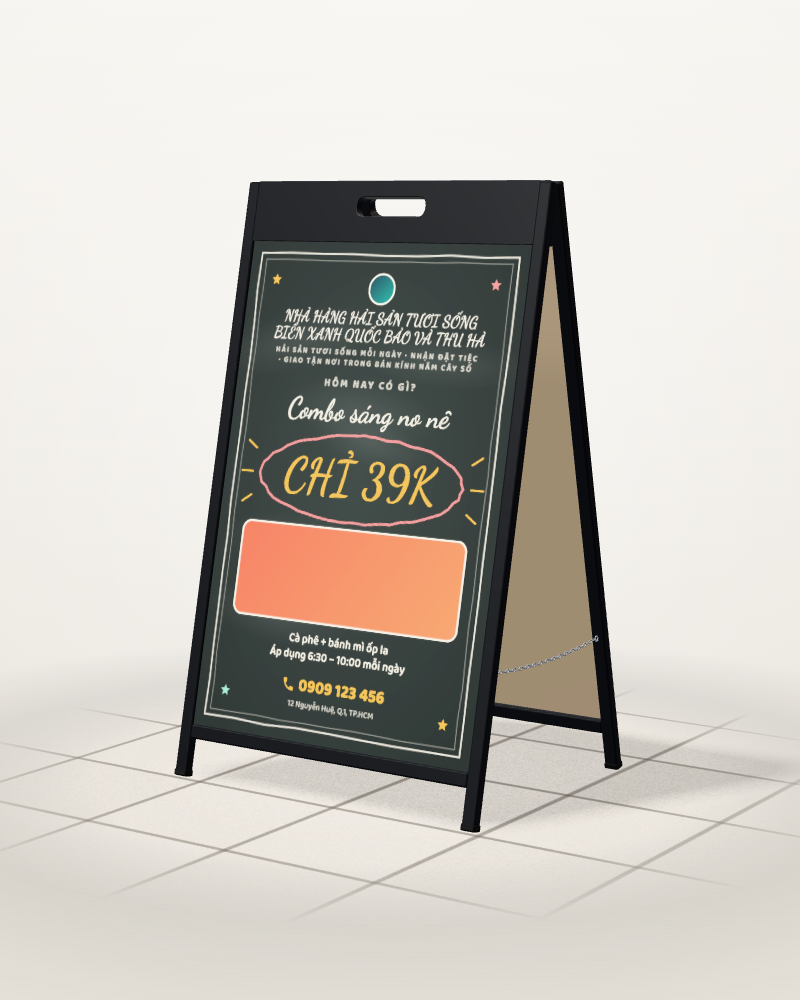 NHÀ HÀNG HẢI SẢN TƯƠI SỐNG
BIỂN XANH QUỐC BẢO VÀ THU HÀ
HẢI SẢN TƯƠI SỐNG MỖI NGÀY · NHẬN ĐẶT TIỆC
· GIAO TẬN NƠI TRONG BÁN KÍNH NĂM CÂY SỐ
HÔM NAY CÓ GÌ?
Combo sáng no nê
CHỈ 39K
Cà phê + bánh mì ốp la
Áp dụng 6:30 – 10:00 mỗi ngày
0909 123 456
12 Nguyễn Huệ, Q.1, TP.HCM